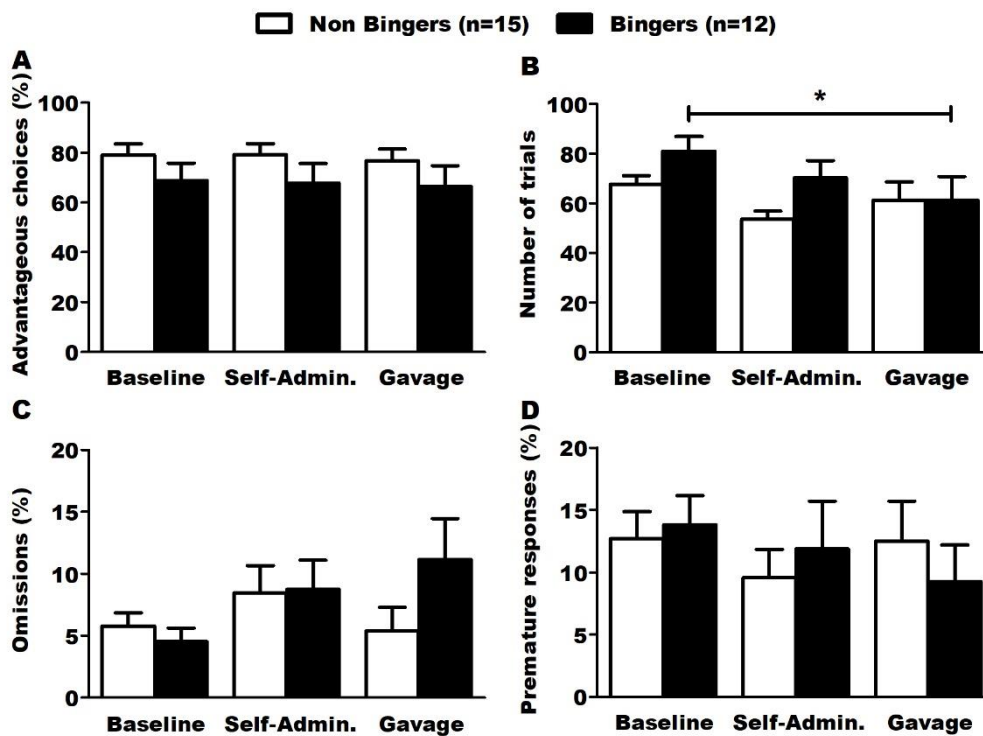 Non Bingers (n=15) Bingers (n=12)
A
Advantageous choices (%)
100
80
60
40
20
0
Baseline Self-Admin. Gavage
B
Number of trials
100
80
60
40
20
0
*
Baseline Self-Admin. Gavage
C
Omissions (%)
20
15
10
5
0
Baseline Self-Admin. Gavage
D
Premature responses (%)
20
15
10
5
0
Baseline Self-Admin. Gavage